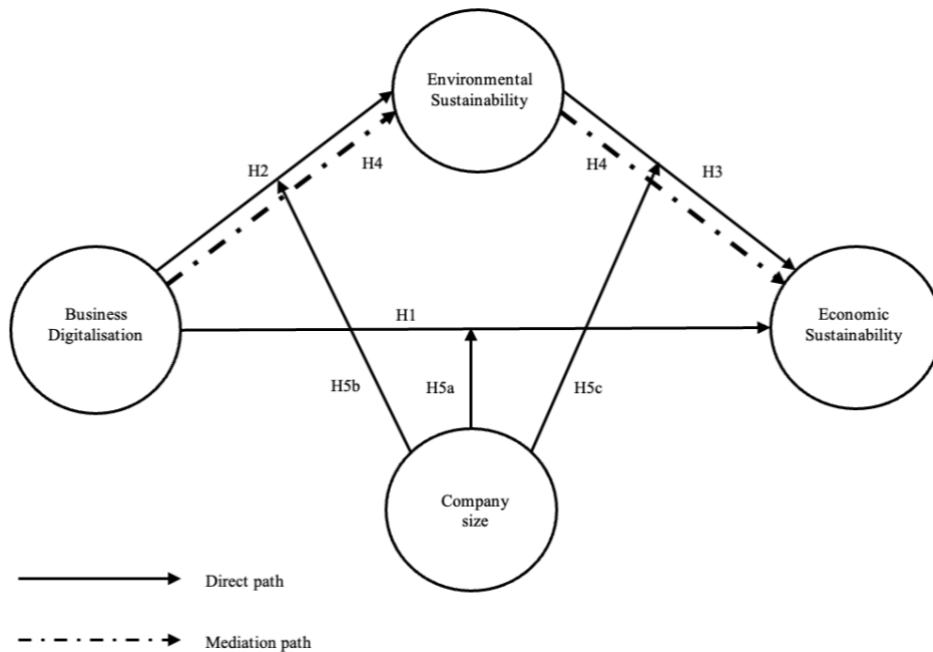 Environmental
Sustainability
H2
H4
H4
H3
Business
Digitalisation
H1
Economic
Sustainability
H5b
H5a
H5c
Company
size
Direct path
Mediation path